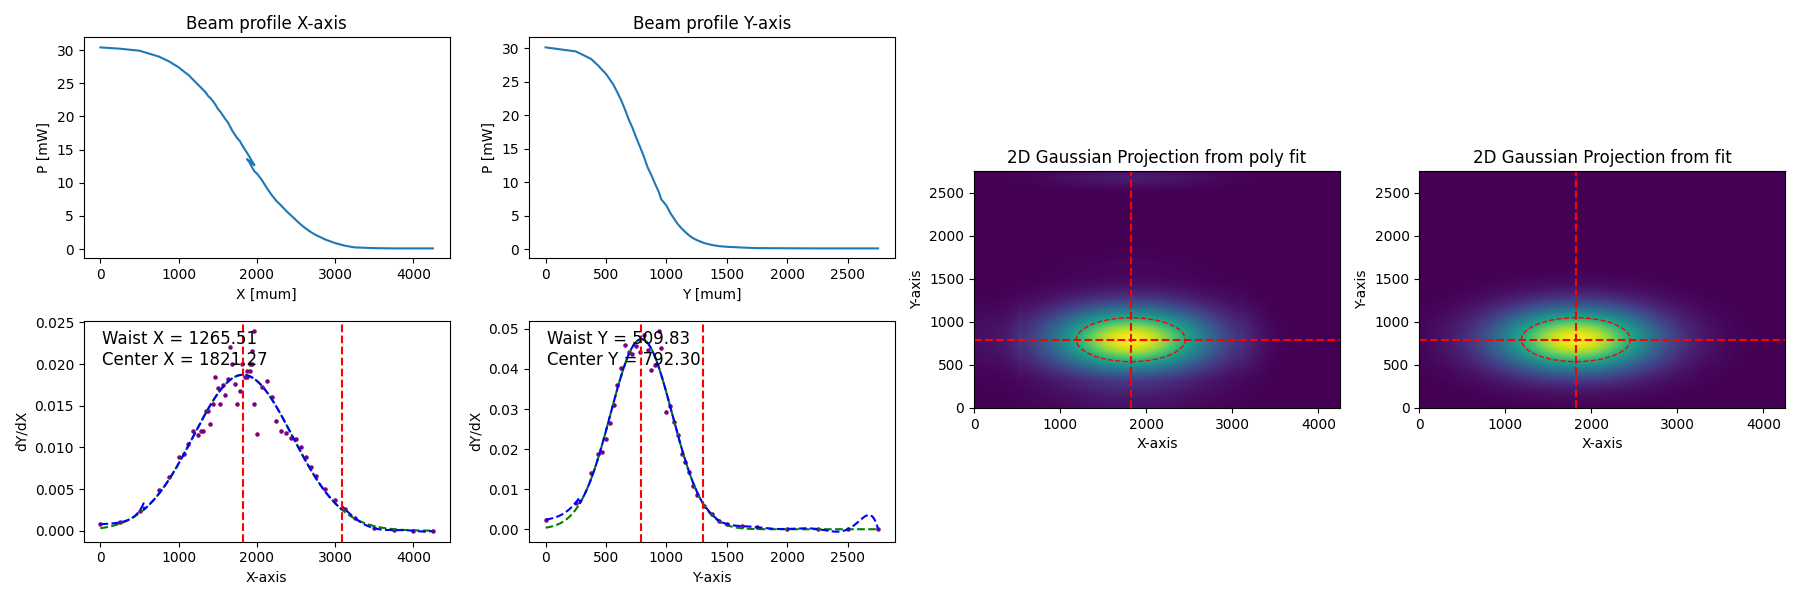 Beam profile X-axis
P [mW]
30
25
20
15
10
5
0
0 1000 2000 3000 4000
X [mum]
Beam profile Y-axis
P [mW]
30
25
20
15
10
5
0
0 500 1000 1500 2000 2500
Y [mum]
Waist X = 1265.51
Center X = 1821.27
dY/dX
0.025
0.020
0.015
0.010
0.005
0.000
0 1000 2000 3000 4000
X-axis
Waist Y = 509.83
Center Y = 792.30
dY/dX
0.05
0.04
0.03
0.02
0.01
0.00
0 500 1000 1500 2000 2500
Y-axis
2D Gaussian Projection from poly fit
Y-axis
2500
2000
1500
1000
500
0
0 1000 2000 3000 4000
X-axis
2D Gaussian Projection from fit
Y-axis
2500
2000
1500
1000
500
0
0 1000 2000 3000 4000
X-axis